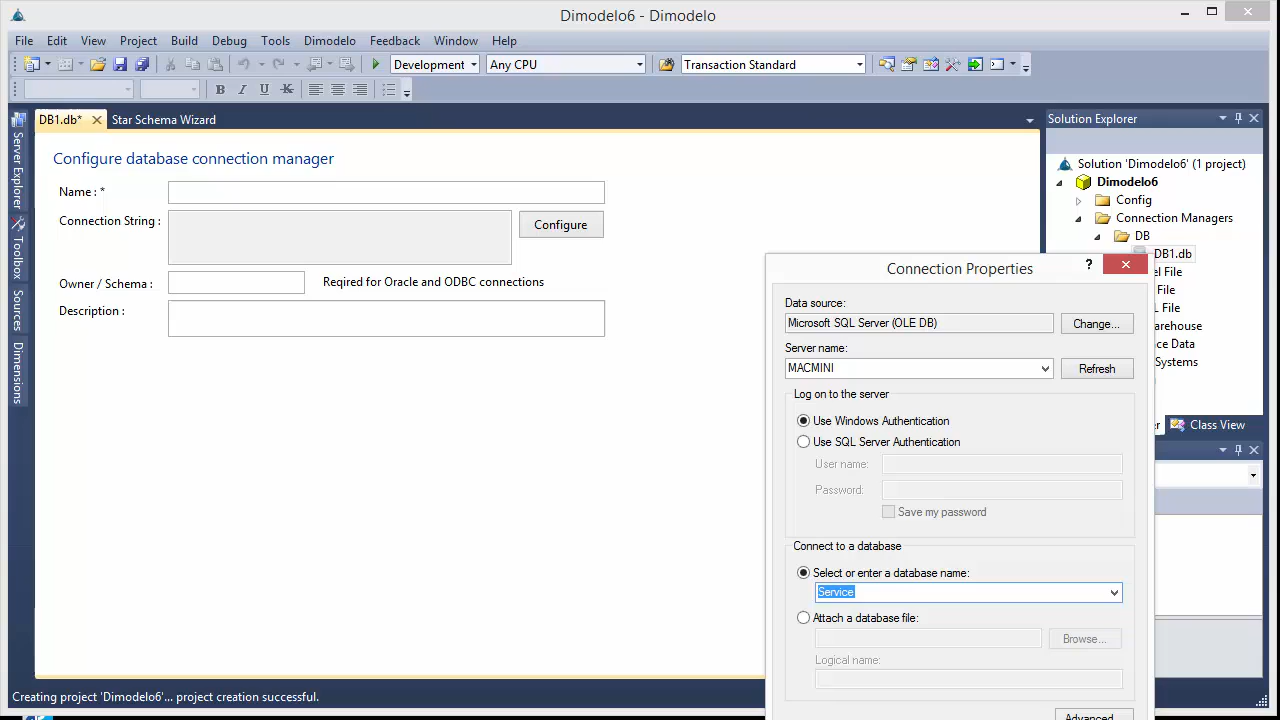 Dimodelo6 - Dimodelo
File Edit View Project Build Debug Tools Dimodelo Feedback Window Help
Development Any CPU Transaction Standard
B I U
DB1.db* Star Schema Wizard
Server Explorer
Toolbox
Sources
Dimensions
Configure database connection manager
Name : *
Connection String :
Configure
Owner / Schema :
Reqired for Oracle and ODBC connections
Description :
Solution Explorer
Solution 'Dimodelo6' (1 project)
Dimodelo6
Config
Connection Managers
DB
DB1.db
el File
File
L File
arehouse
ce Data
Systems
Class View
Connection Properties
?
Data source:
Microsoft SQL Server (OLE DB)
Change...
Server name:
MACMINI
Refresh
Log on to the server
Use Windows Authentication
Use SQL Server Authentication
User name:
Password:
Save my password
Connect to a database
Select or enter a database name:
Service
Attach a database file:
Browse...
Logical name:
Advanced
Creating project 'Dimodelo6'... project creation successful.